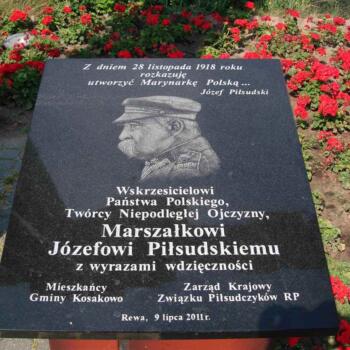 Z dniem 28 listopada 1918 roku
rozkazuję
utworzyć Marynarkę Polską ...
Józef Piłsudski
Wskrzesicielowi
Państwa Polskiego,
Twórcy Niepodległej Ojczyzny,
Marszałkowi
Józefowi Piłsudskiemu
z wyrazami wdzięczności
Mieszkańcy
Gminy Kosakowo
Zarząd Krajowy
Związku Piłsudczyków RP
Rewa, 9 lipca 2011r.